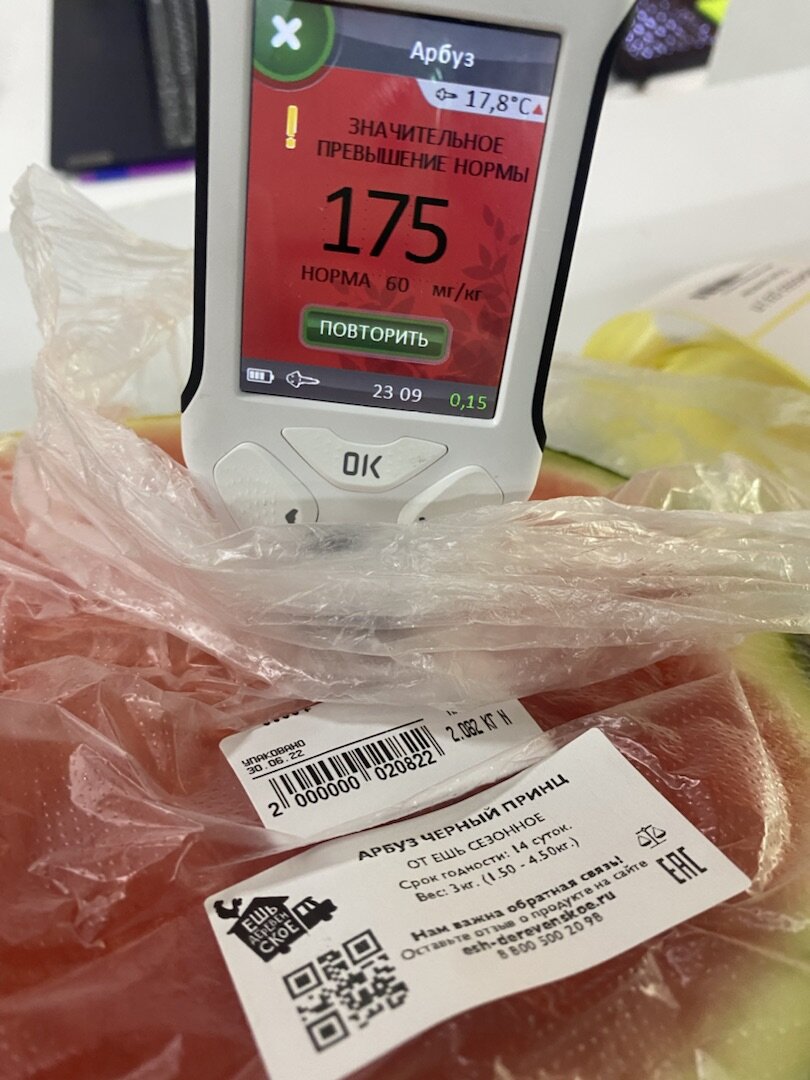 Арбуз
17,8°C
!
ЗНАЧИТЕЛЬНОЕ
ПРЕВЫШЕНИЕ НОРМЫ
175
НОРМА 60 мг/кг
ПОВТОРИТЬ
23 09 0,15
OK
УПАКОВАНО
30.06.22
2.082 КГ Н
2 000000 020822
АРБУЗ ЧЕРНЫЙ ПРИНЦ
ОТ ЕШЬ СЕЗОННОЕ
Срок годности: 14 суток.
Вес: 3кг. (1.50 - 4.50кг.)
ЕШЬ
ДЕРЕВЕН
СКОЕ
Нам важна обратная связь!
Оставьте отзыв о продукте на сайте
esh-derevenskoe.ru
8 800 500 20 98
EAC